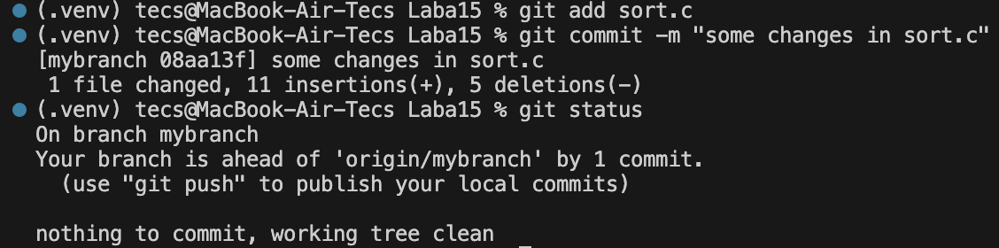 (.venv) tecs@MacBook-Air-Tecs Laba15 % git add sort.c
(.venv) tecs@MacBook-Air-Tecs Laba15 % git commit -m "some changes in sort.c"
[mybranch 08aa13f] some changes in sort.c
 1 file changed, 11 insertions(+), 5 deletions(-)
(.venv) tecs@MacBook-Air-Tecs Laba15 % git status
On branch mybranch
Your branch is ahead of 'origin/mybranch' by 1 commit.
  (use "git push" to publish your local commits)

nothing to commit, working tree clean